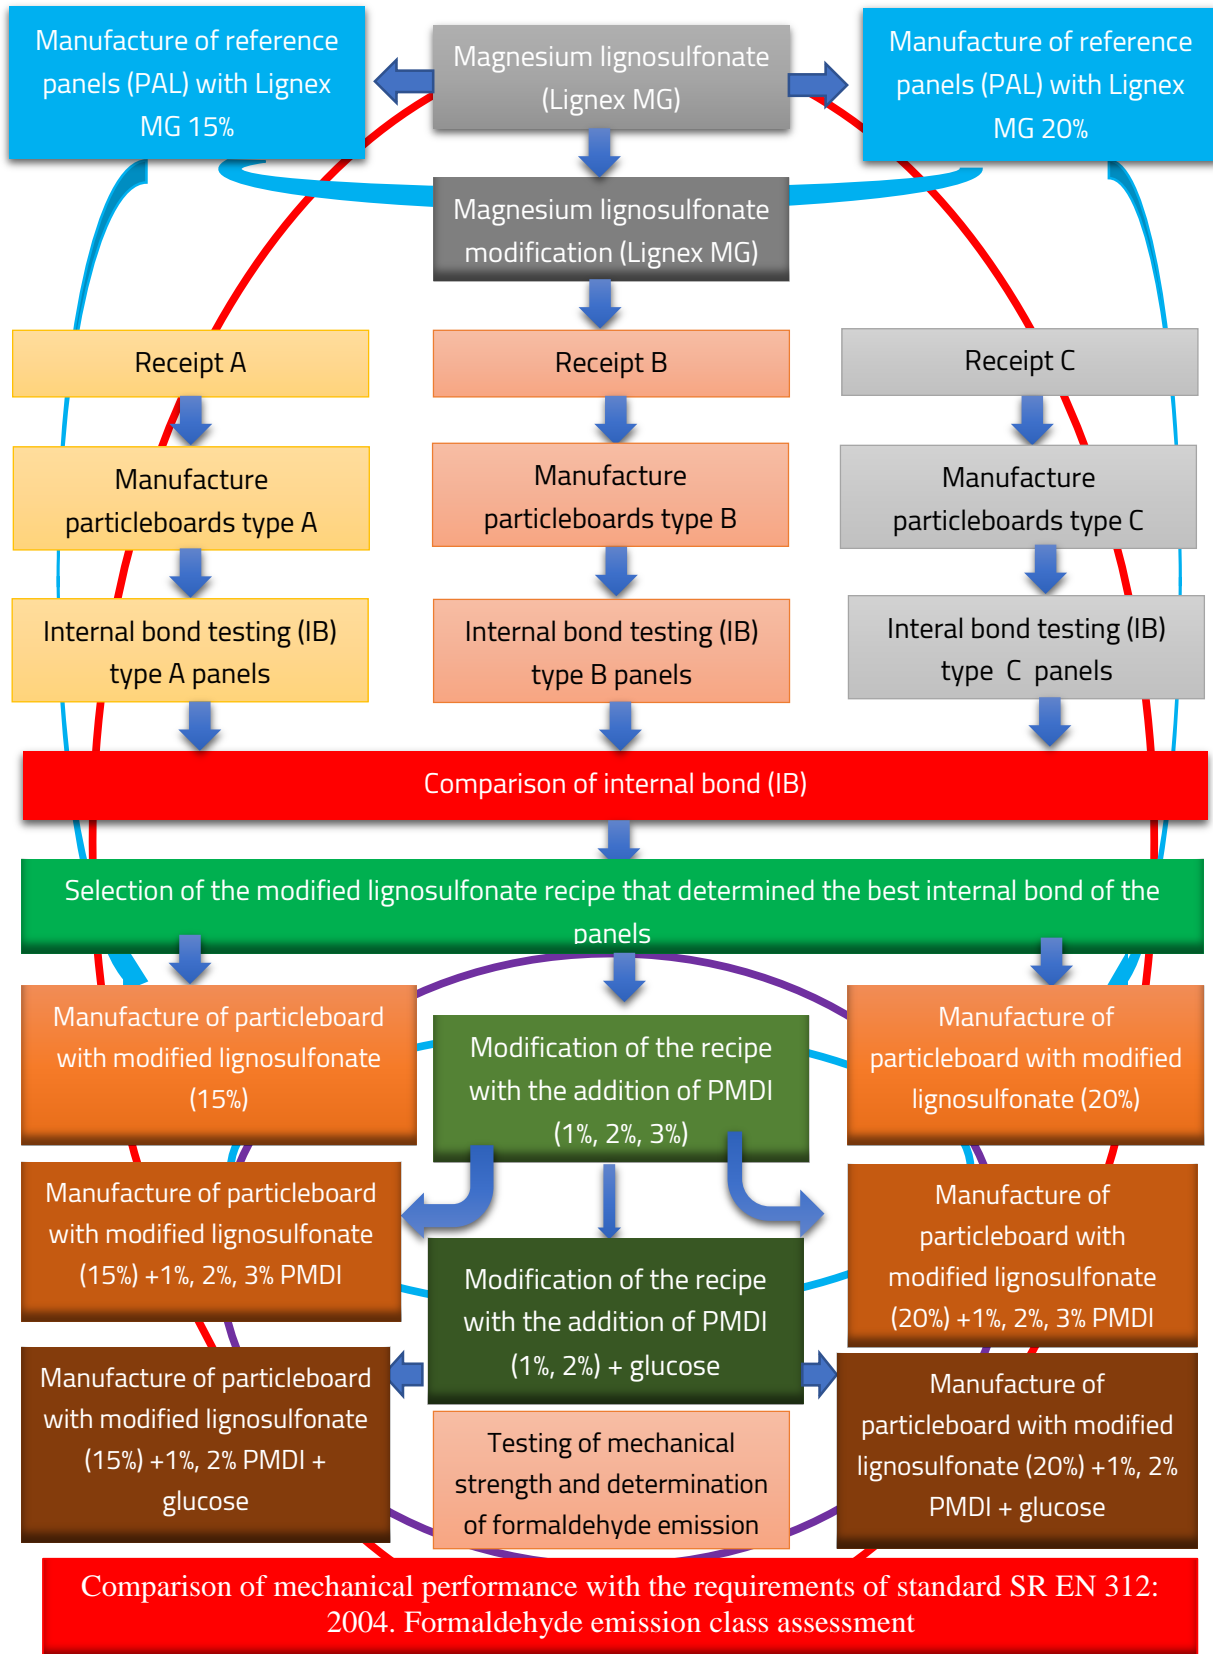 Manufacture of reference
panels (PAL) with Lignex
MG 15%
Magnesium lignosulfonate
(Lignex MG)
Manufacture of reference
panels (PAL) with Lignex
MG 20%
Magnesium lignosulfonate
modification (Lignex MG)
Receipt A
Receipt B
Receipt C
Manufacture
particleboards type A
Manufacture
particleboards type B
Manufacture
particleboards type C
Internal bond testing (IB)
type A panels
Internal bond testing (IB)
type B panels
Interal bond testing (IB)
type C panels
Comparison of internal bond (IB)
Selection of the modified lignosulfonate recipe that determined the best internal bond of the
panels
Manufacture of particleboard
with modified lignosulfonate
(15%)
Modification of the recipe
with the addition of PMDI
(1%, 2%, 3%)
Manufacture of
particleboard with modified
lignosulfonate (20%)
Manufacture of particleboard
with modified lignosulfonate
(15%) +1%, 2%, 3% PMDI
Modification of the recipe
with the addition of PMDI
(1%, 2%) + glucose
Manufacture of
particleboard with
modified lignosulfonate
(20%) +1%, 2%, 3% PMDI
Manufacture of particleboard
with modified lignosulfonate
(15%) +1%, 2% PMDI +
glucose
Testing of mechanical
strength and determination
of formaldehyde emission
Manufacture of
particleboard with modified
lignosulfonate (20%) +1%, 2%
PMDI + glucose
Comparison of mechanical performance with the requirements of standard SR EN 312:
2004. Formaldehyde emission class assessment